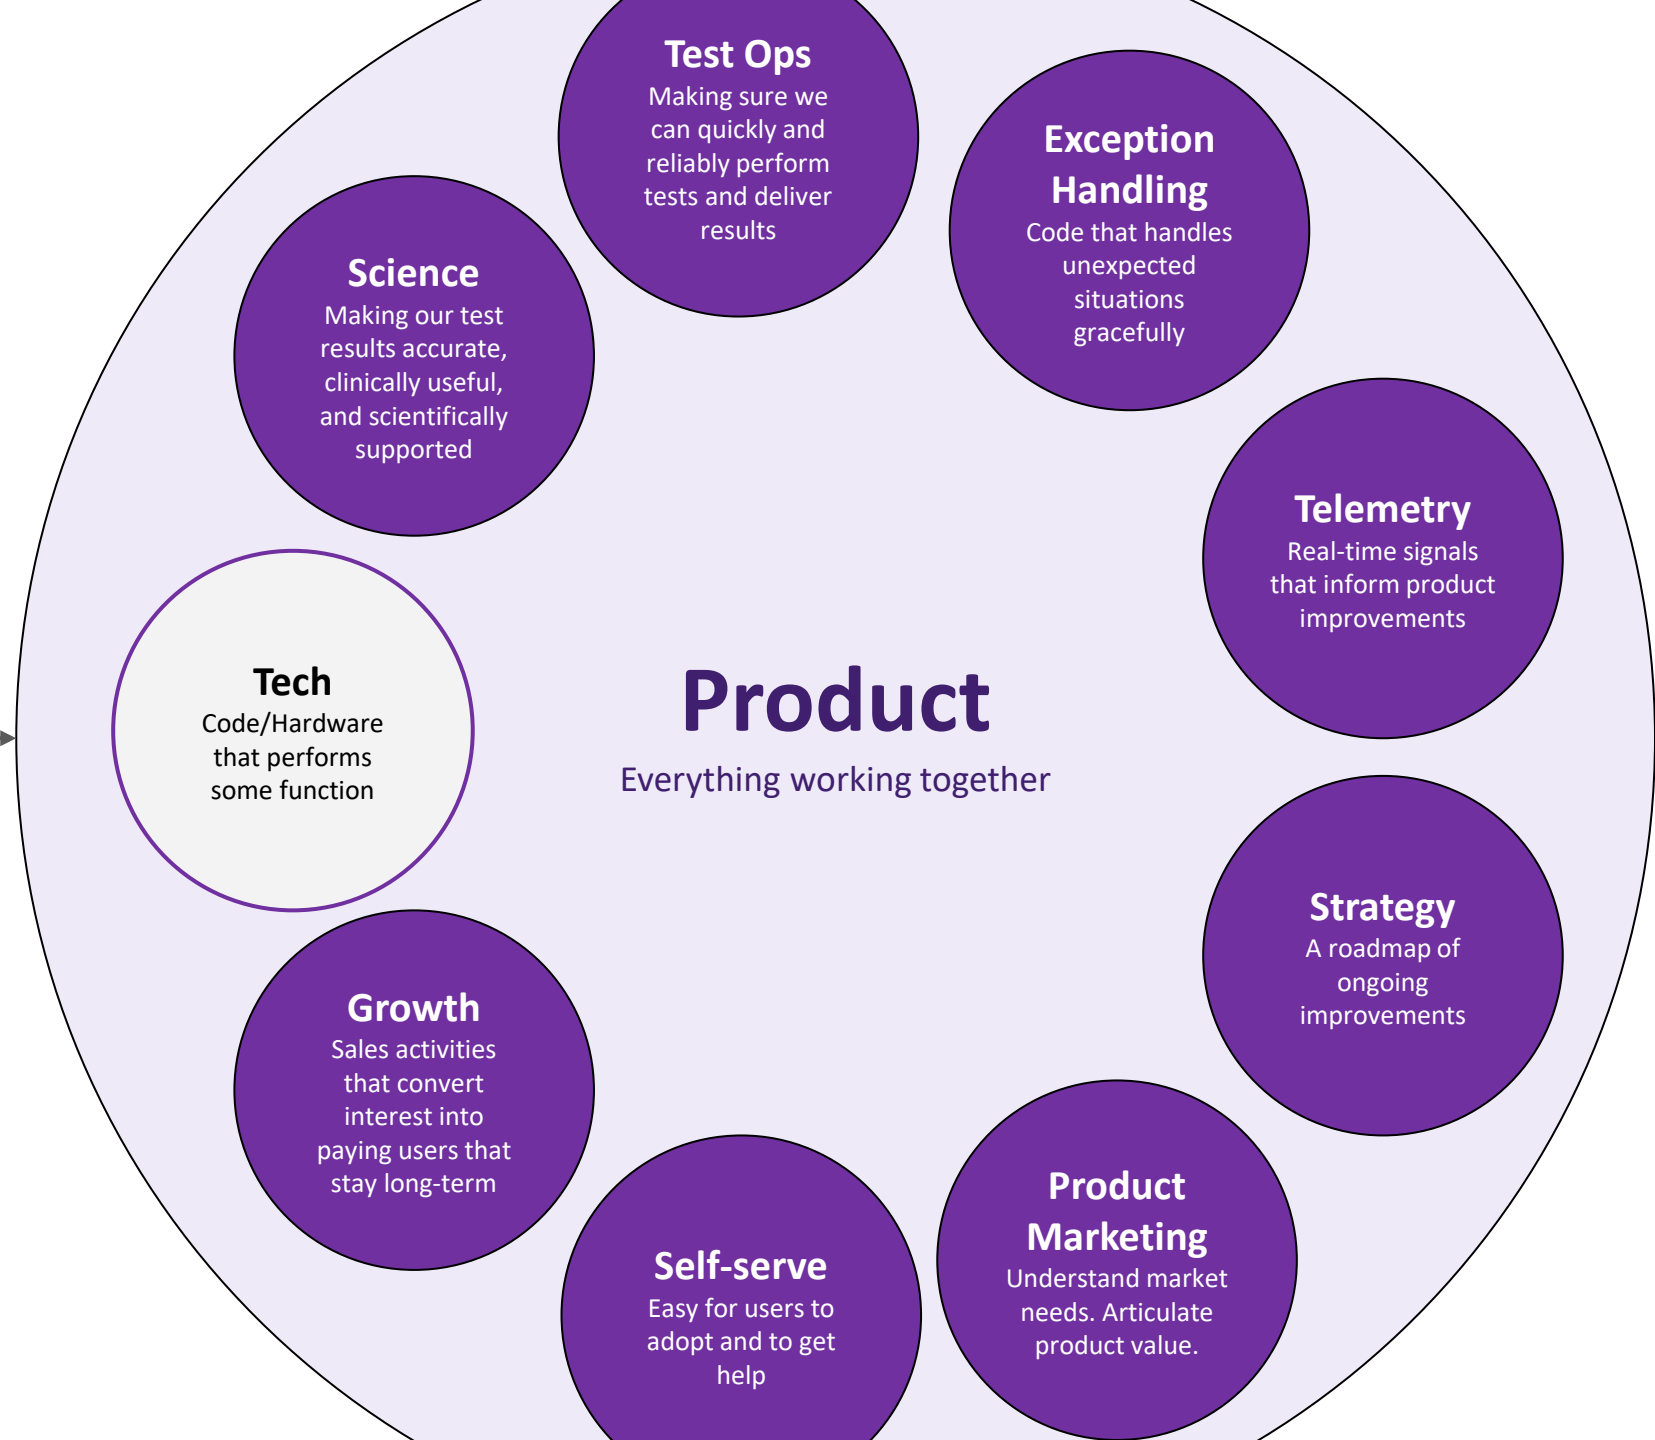 Test Ops
Making sure we
can quickly and
reliably perform
tests and deliver
results
Exception
Handling
Code that handles
unexpected
situations
gracefully
Science
Making our test
results accurate,
clinically useful,
and scientifically
supported
Telemetry
Real-time signals
that inform product
improvements
Tech
Code/Hardware
that performs
some function
Product
Everything working together
Strategy
A roadmap of
ongoing
improvements
Growth
Sales activities
that convert
interest into
paying users that
stay long-term
Product
Marketing
Understand market
needs. Articulate
product value.
Self-serve
Easy for users to
adopt and to get
help